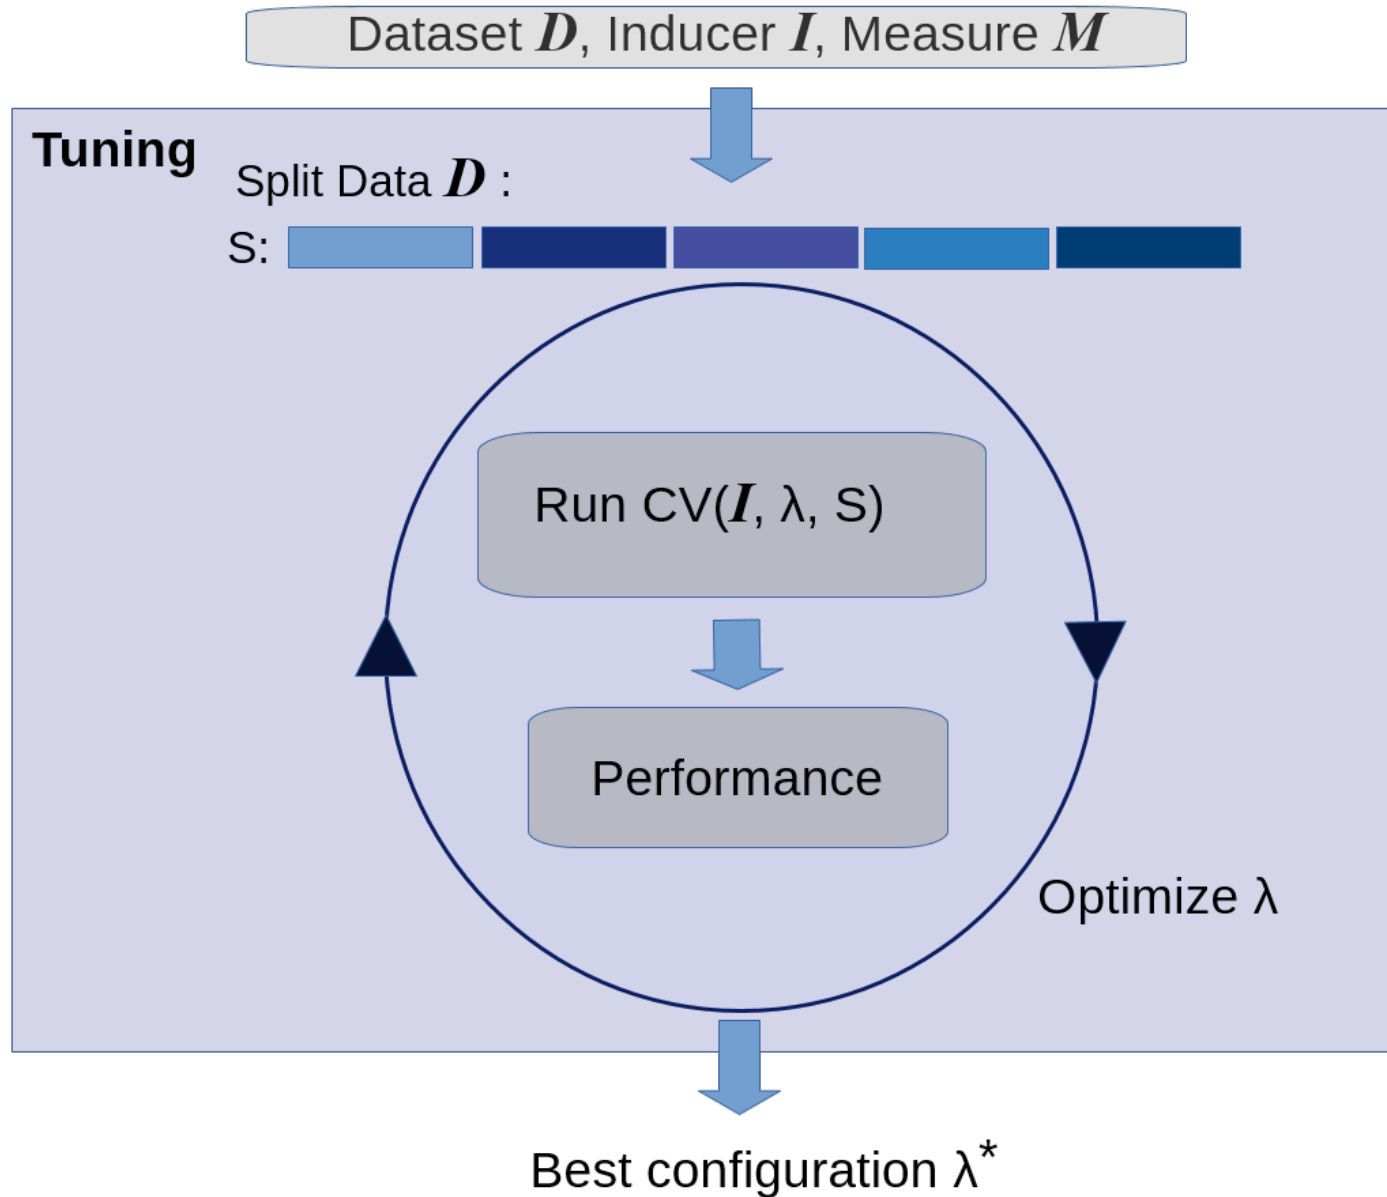 Dataset D, Inducer I, Measure M
Tuning
Split Data D :
S:
Run CV(I, λ, S)
Performance
Optimize λ
Best configuration λ*